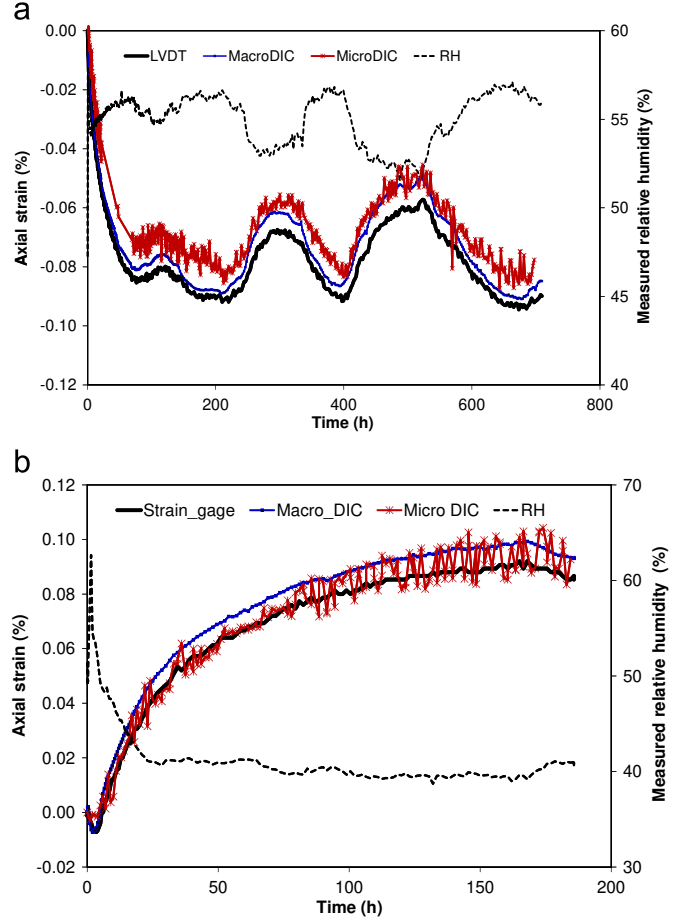 a
0.00
-0.02
-0.04
-0.06
-0.08
-0.10
-0.12
Axial strain (%)
LVDT MacroDIC MicroDIC RH
60
55
50
45
40
Measured relative humidity (%)
0 200 400 600 800
Time (h)
b
0.12
0.10
0.08
0.06
0.04
0.02
0.00
-0.02
Axial strain (%)
Strain_gage Macro_DIC Micro DIC RH
70
60
50
40
30
Measured relative humidity (%)
0 50 100 150 200
Time (h)